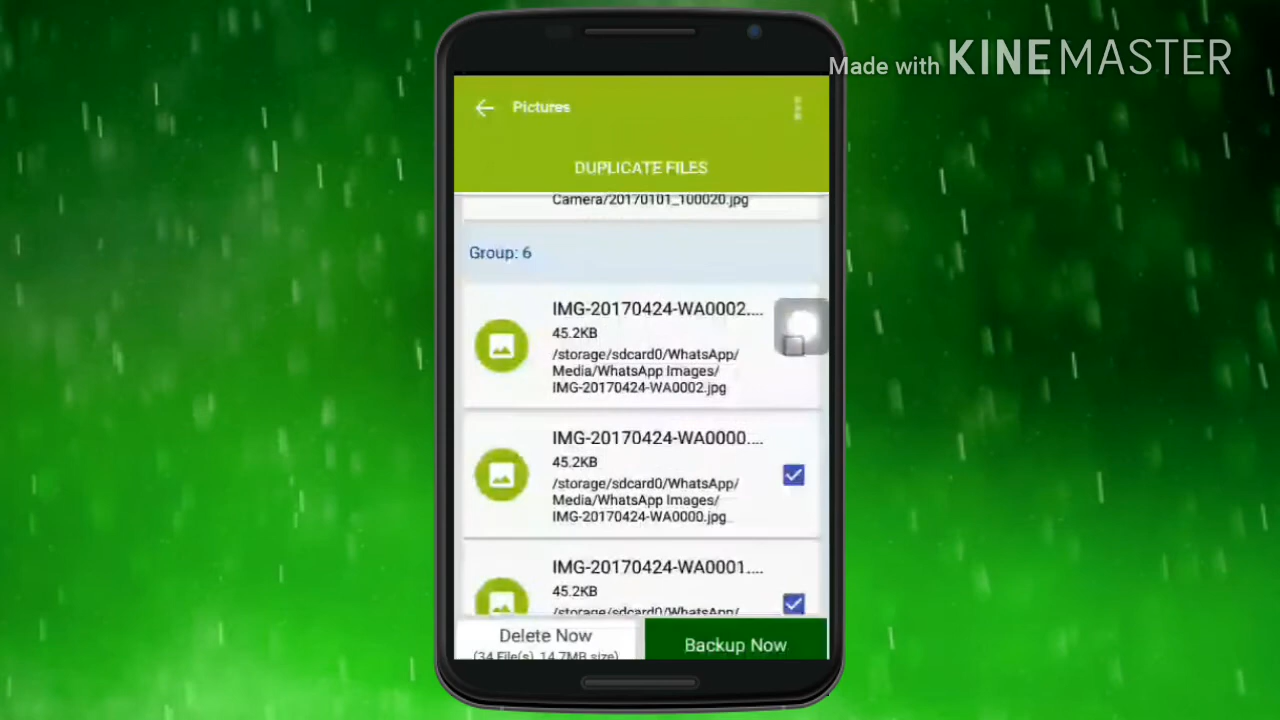 Made with KINEMASTER
Pictures
DUPLICATE FILES
Camera/20170101_100020.jpg
Group: 6
IMG-20170424-WA0002....
45.2KB
/storage/sdcard0/WhatsApp/
Media/WhatsApp Images/
IMG-20170424-WA0002.jpg
IMG-20170424-WA0000....
45.2KB
/storage/sdcard0/WhatsApp/
Media/WhatsApp Images/
IMG-20170424-WA0000.jpg
IMG-20170424-WA0001....
45.2KB
/storage/sdcard0/WhatsApp/
Delete Now
(34 File(s), 14.7MB size)
Backup Now